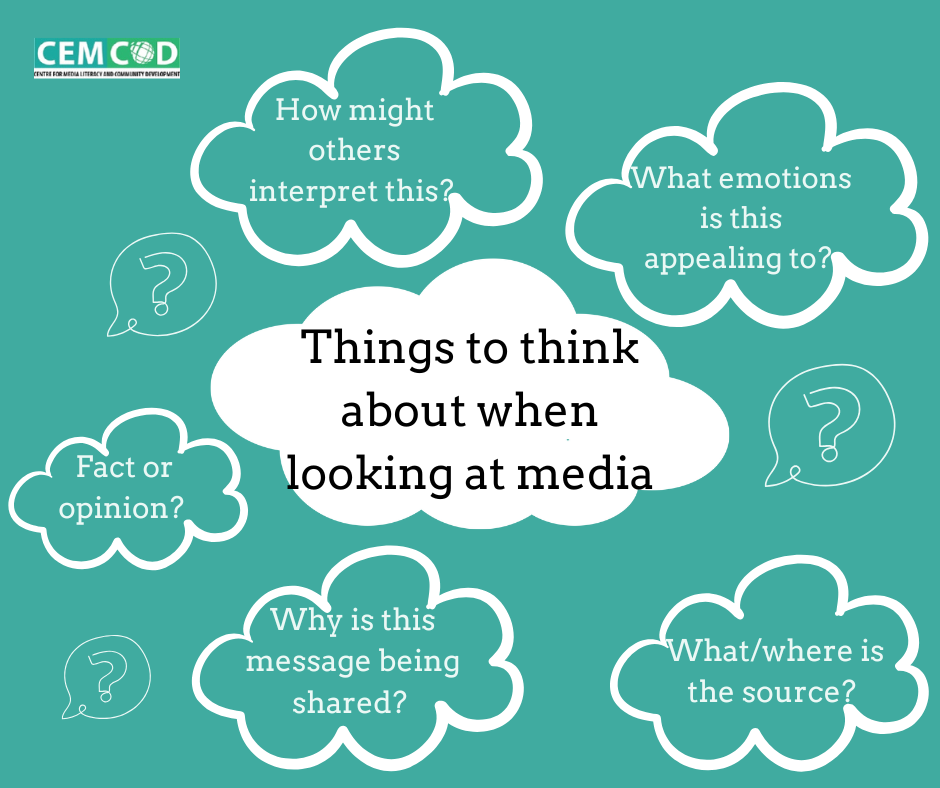 CEMCOD
CENTRE FOR MEDIA LITERACY AND COMMUNITY DEVELOPMENT
How might
others
interpret this?
What emotions
is this
appealing to?
?
Things to think
about when
looking at media
?
Fact or
opinion?
Why is this
message being
shared?
What/where is
the source?
?